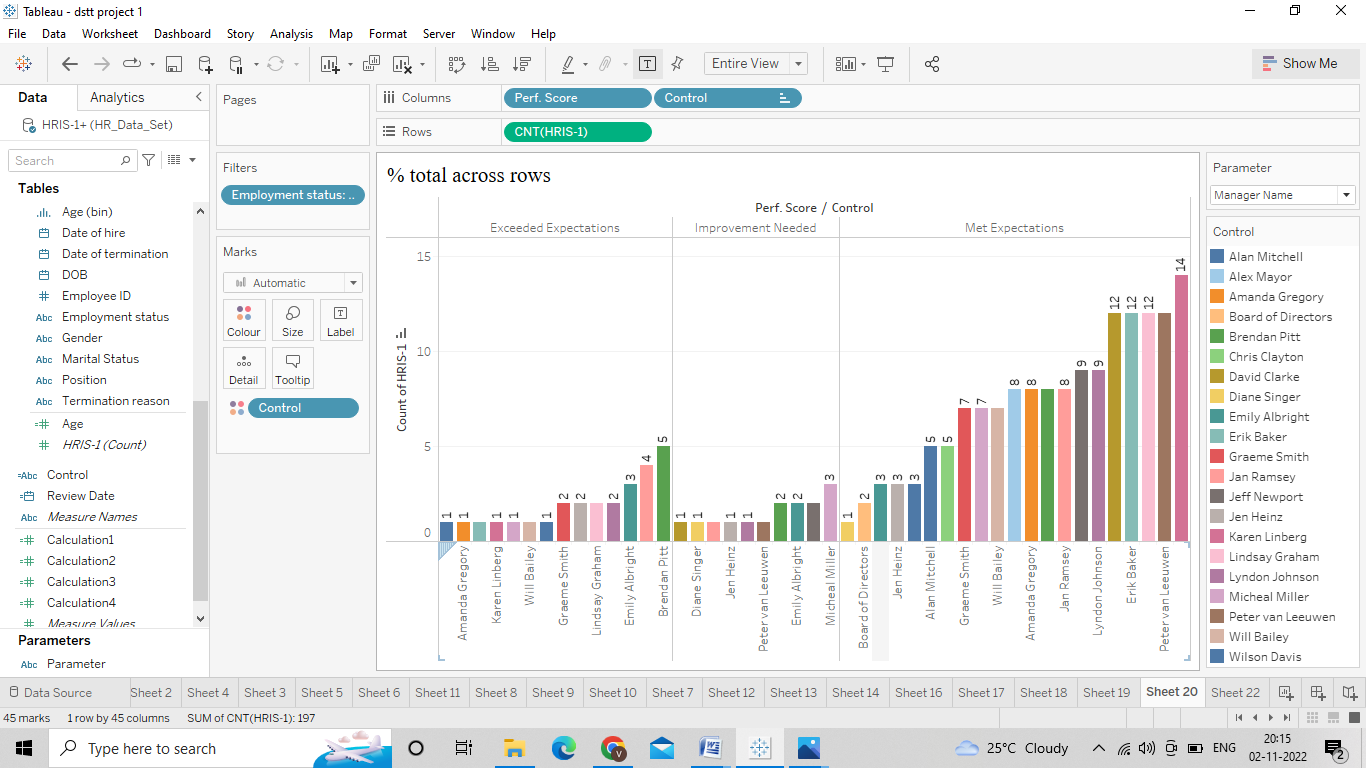 Tableau - dstt project 1
File Data Worksheet Dashboard Story Analysis Map Format Server Window Help
Entire View
Show Me
Data Analytics
HRIS-1+ (HR_Data_Set)
Search
Tables
Age (bin)
Date of hire
Date of termination
DOB
Employee ID
Abc Employment status
Abc Gender
Abc Marital Status
Abc Position
Abc Termination reason
Age
HRIS-1 (Count)
=Abc Control
Review Date
Abc Measure Names
Calculation1
Calculation2
Calculation3
Calculation4
Measure Values
Parameters
Abc Parameter
Pages
Filters
Employment status: ..
Marks
Automatic
Colour Size Label
Detail Tooltip
Control
Columns Perf. Score Control
Rows CNT(HRIS-1)
% total across rows
Perf. Score / Control
Exceeded Expectations Improvement Needed Met Expectations
Count of HRIS-1
15
10
5
0
1 1 1 1 1 2 2 2 3 4 5
1 1 1 1 2 2 3
1 2 3 3 3 5 5 7 7 8 8 8 9 9 12 12 12 14
Amanda Gregory
Karen Linberg
Will Bailey
Graeme Smith
Lindsay Graham
Emily Albright
Brendan Pitt
Diane Singer
Jen Heinz
Peter van Leeuwen
Emily Albright
Micheal Miller
Board of Directors
Jen Heinz
Alan Mitchell
Graeme Smith
Will Bailey
Amanda Gregory
Jan Ramsey
Lyndon Johnson
Erik Baker
Peter van Leeuwen
Parameter
Manager Name
Control
Alan Mitchell
Alex Mayor
Amanda Gregory
Board of Directors
Brendan Pitt
Chris Clayton
David Clarke
Diane Singer
Emily Albright
Erik Baker
Graeme Smith
Jan Ramsey
Jeff Newport
Jen Heinz
Karen Linberg
Lindsay Graham
Lyndon Johnson
Micheal Miller
Peter van Leeuwen
Will Bailey
Wilson Davis
Data Source Sheet 2 Sheet 4 Sheet 3 Sheet 5 Sheet 6 Sheet 11 Sheet 8 Sheet 9 Sheet 10 Sheet 7 Sheet 12 Sheet 13 Sheet 14 Sheet 16 Sheet 17 Sheet 18 Sheet 19 Sheet 20 Sheet 22
45 marks 1 row by 45 columns SUM of CNT(HRIS-1): 197
Type here to search
25°C Cloudy
ENG
20:15
02-11-2022
2